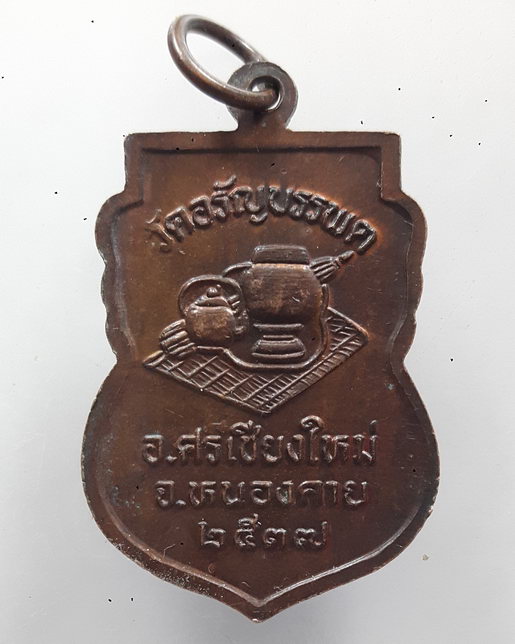 วัดอรัญบรรพต
อ.ศรีเชียงใหม่
จ.หนองคาย
๒๕๓๗